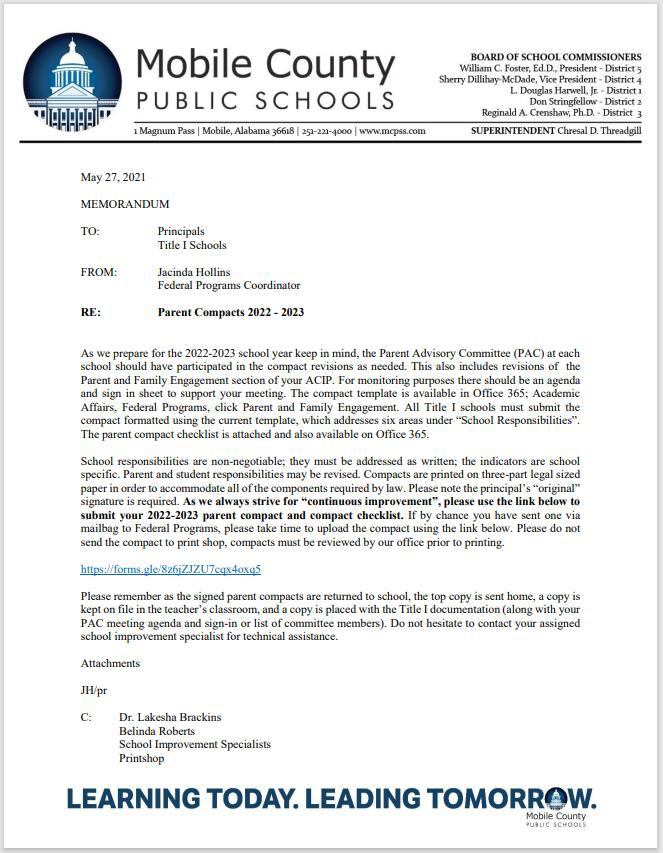 Mobile County
PUBLIC SCHOOLS
1 Magnum Pass | Mobile, Alabama 36618 | 251-221-4000 | www.mcpss.com
BOARD OF SCHOOL COMMISSIONERS
William C. Foster, Ed.D., President - District 5
Sherry Dillihay-McDade, Vice President - District 4
L. Douglas Harwell, Jr. - District 1
Don Stringfellow - District 2
Reginald A. Crenshaw, Ph.D. - District 3
SUPERINTENDENT Chresal D. Threadgill
May 27, 2021
MEMORANDUM
TO: Principals
Title I Schools
FROM: Jacinda Hollins
Federal Programs Coordinator
RE: Parent Compacts 2022 - 2023
As we prepare for the 2022-2023 school year keep in mind, the Parent Advisory Committee (PAC) at each
school should have participated in the compact revisions as needed. This also includes revisions of the
Parent and Family Engagement section of your ACIP. For monitoring purposes there should be an agenda
and sign in sheet to support your meeting. The compact template is available in Office 365; Academic
Affairs, Federal Programs, click Parent and Family Engagement. All Title I schools must submit the
compact formatted using the current template, which addresses six areas under “School Responsibilities”.
The parent compact checklist is attached and also available on Office 365.
School responsibilities are non-negotiable; they must be addressed as written; the indicators are school
specific. Parent and student responsibilities may be revised. Compacts are printed on three-part legal sized
paper in order to accommodate all of the components required by law. Please note the principal’s “original”
signature is required. As we always strive for “continuous improvement”, please use the link below to
submit your 2022-2023 parent compact and compact checklist. If by chance you have sent one via
mailbag to Federal Programs, please take time to upload the compact using the link below. Please do not
send the compact to print shop, compacts must be reviewed by our office prior to printing.
https://forms.gle/8z6jZJZU7cqx4oxq5
Please remember as the signed parent compacts are returned to school, the top copy is sent home, a copy is
kept on file in the teacher’s classroom, and a copy is placed with the Title I documentation (along with your
PAC meeting agenda and sign-in or list of committee members). Do not hesitate to contact your assigned
school improvement specialist for technical assistance.
Attachments
JH/pr
C: Dr. Lakesha Brackins
Belinda Roberts
School Improvement Specialists
Printshop
LEARNING TODAY. LEADING TOMORROW.
Mobile County
PUBLIC SCHOOLS